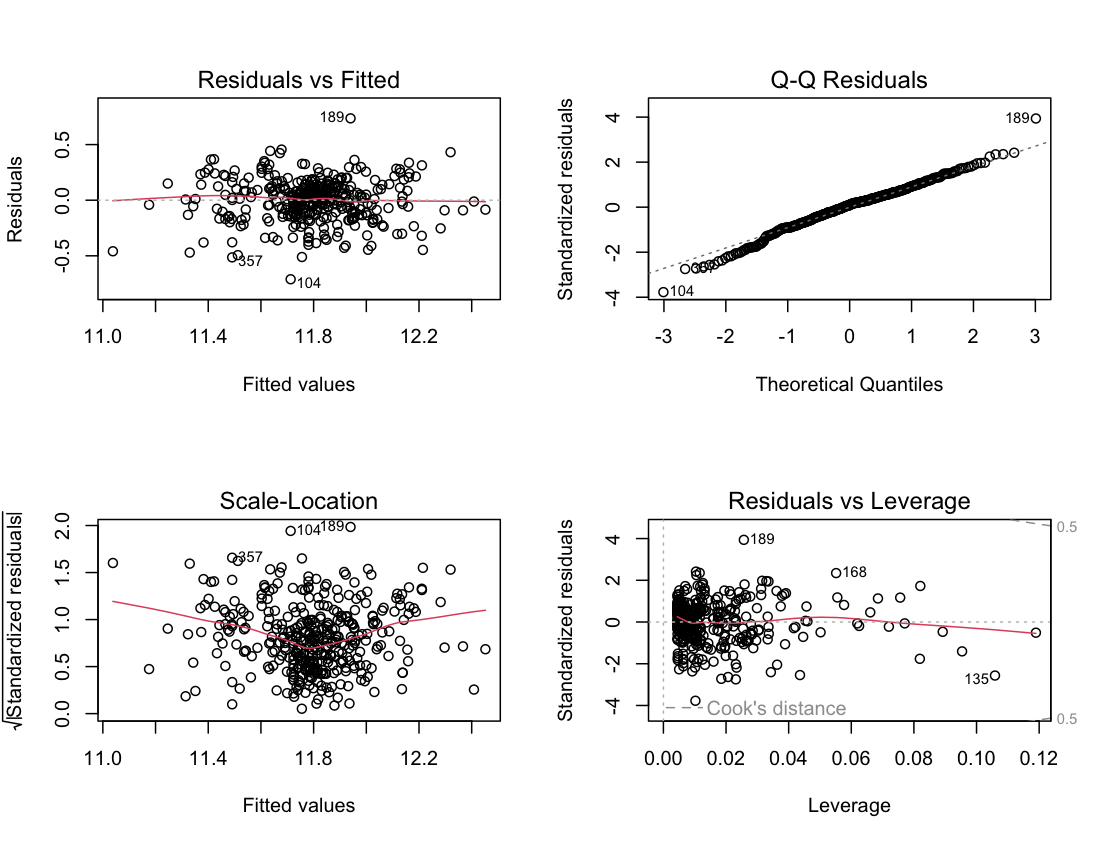 Residuals vs Fitted
Residuals
0.5
0.0
-0.5
189
357
104
11.0 11.4 11.8 12.2
Fitted values
Q-Q Residuals
Standardized residuals
4
2
0
-2
-4
189
104
-3 -2 -1 0 1 2 3
Theoretical Quantiles
Scale-Location
√|Standardized residuals|
2.0
1.5
1.0
0.5
0.0
104 189
357
11.0 11.4 11.8 12.2
Fitted values
Residuals vs Leverage
Standardized residuals
4
2
0
-2
-4
0.5
189
168
135
Cook's distance
0.5
0.00 0.02 0.04 0.06 0.08 0.10 0.12
Leverage